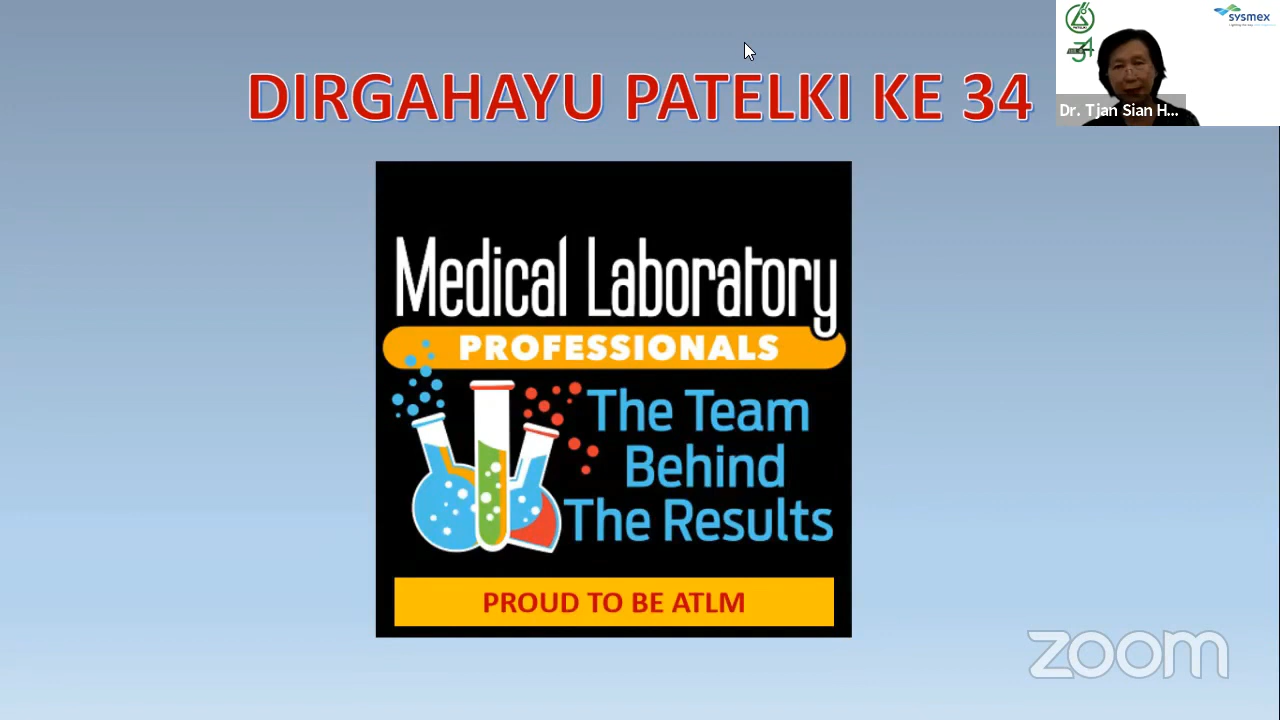 DIRGAHAYU PATELKI KE 34
sysmex
34
Dr. Tjan Sian H...
Medical Laboratory
PROFESSIONALS
The Team
Behind
The Results
PROUD TO BE ATLM
zoom